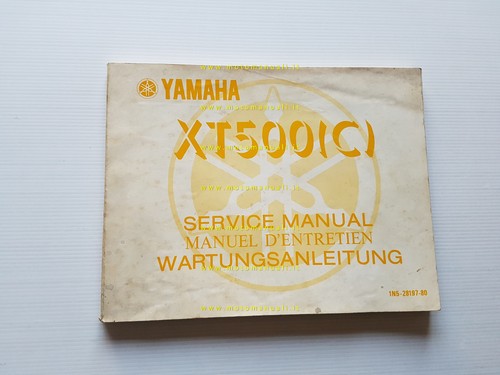 YAMAHA
XT500(C)
SERVICE MANUAL
MANUEL D'ENTRETIEN
WARTUNGSANLEITUNG
1N5-28197-80